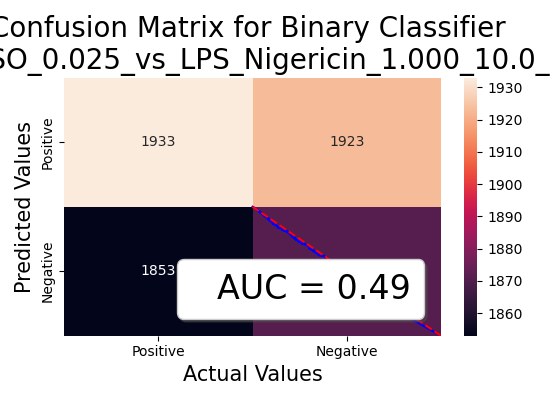 Confusion Matrix for Binary Classifier
SO_0.025_vs_LPS_Nigericin_1.000_10.0_
1933 1923
1853
AUC = 0.49
Predicted Values
Positive
Negative
Positive Negative
Actual Values
1930
1920
1910
1900
1890
1880
1870
1860